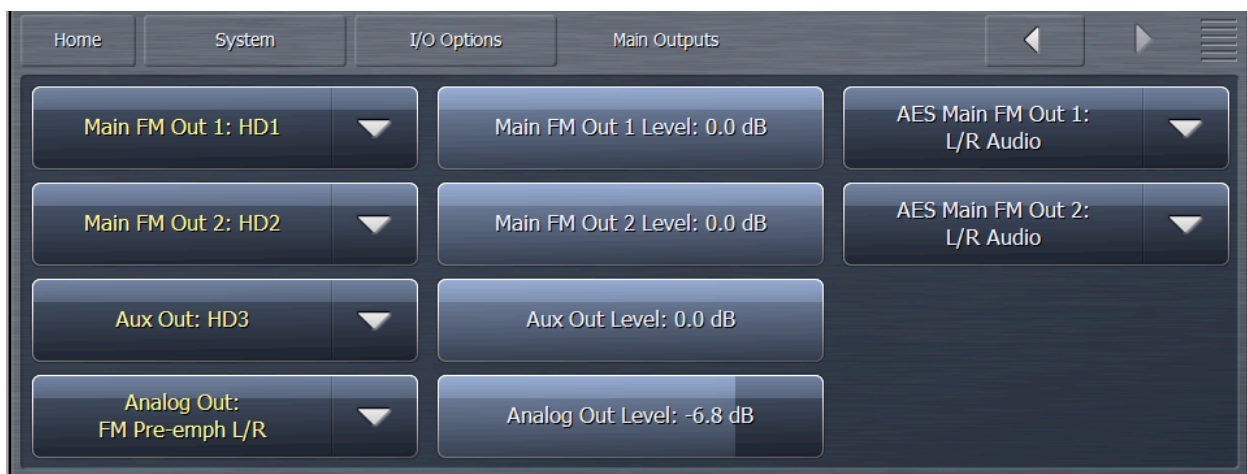 Home System I/O Options Main Outputs
Main FM Out 1: HD1 Main FM Out 1 Level: 0.0 dB AES Main FM Out 1:
L/R Audio
Main FM Out 2: HD2 Main FM Out 2 Level: 0.0 dB AES Main FM Out 2:
L/R Audio
Aux Out: HD3 Aux Out Level: 0.0 dB
Analog Out:
FM Pre-emph L/R Analog Out Level: -6.8 dB